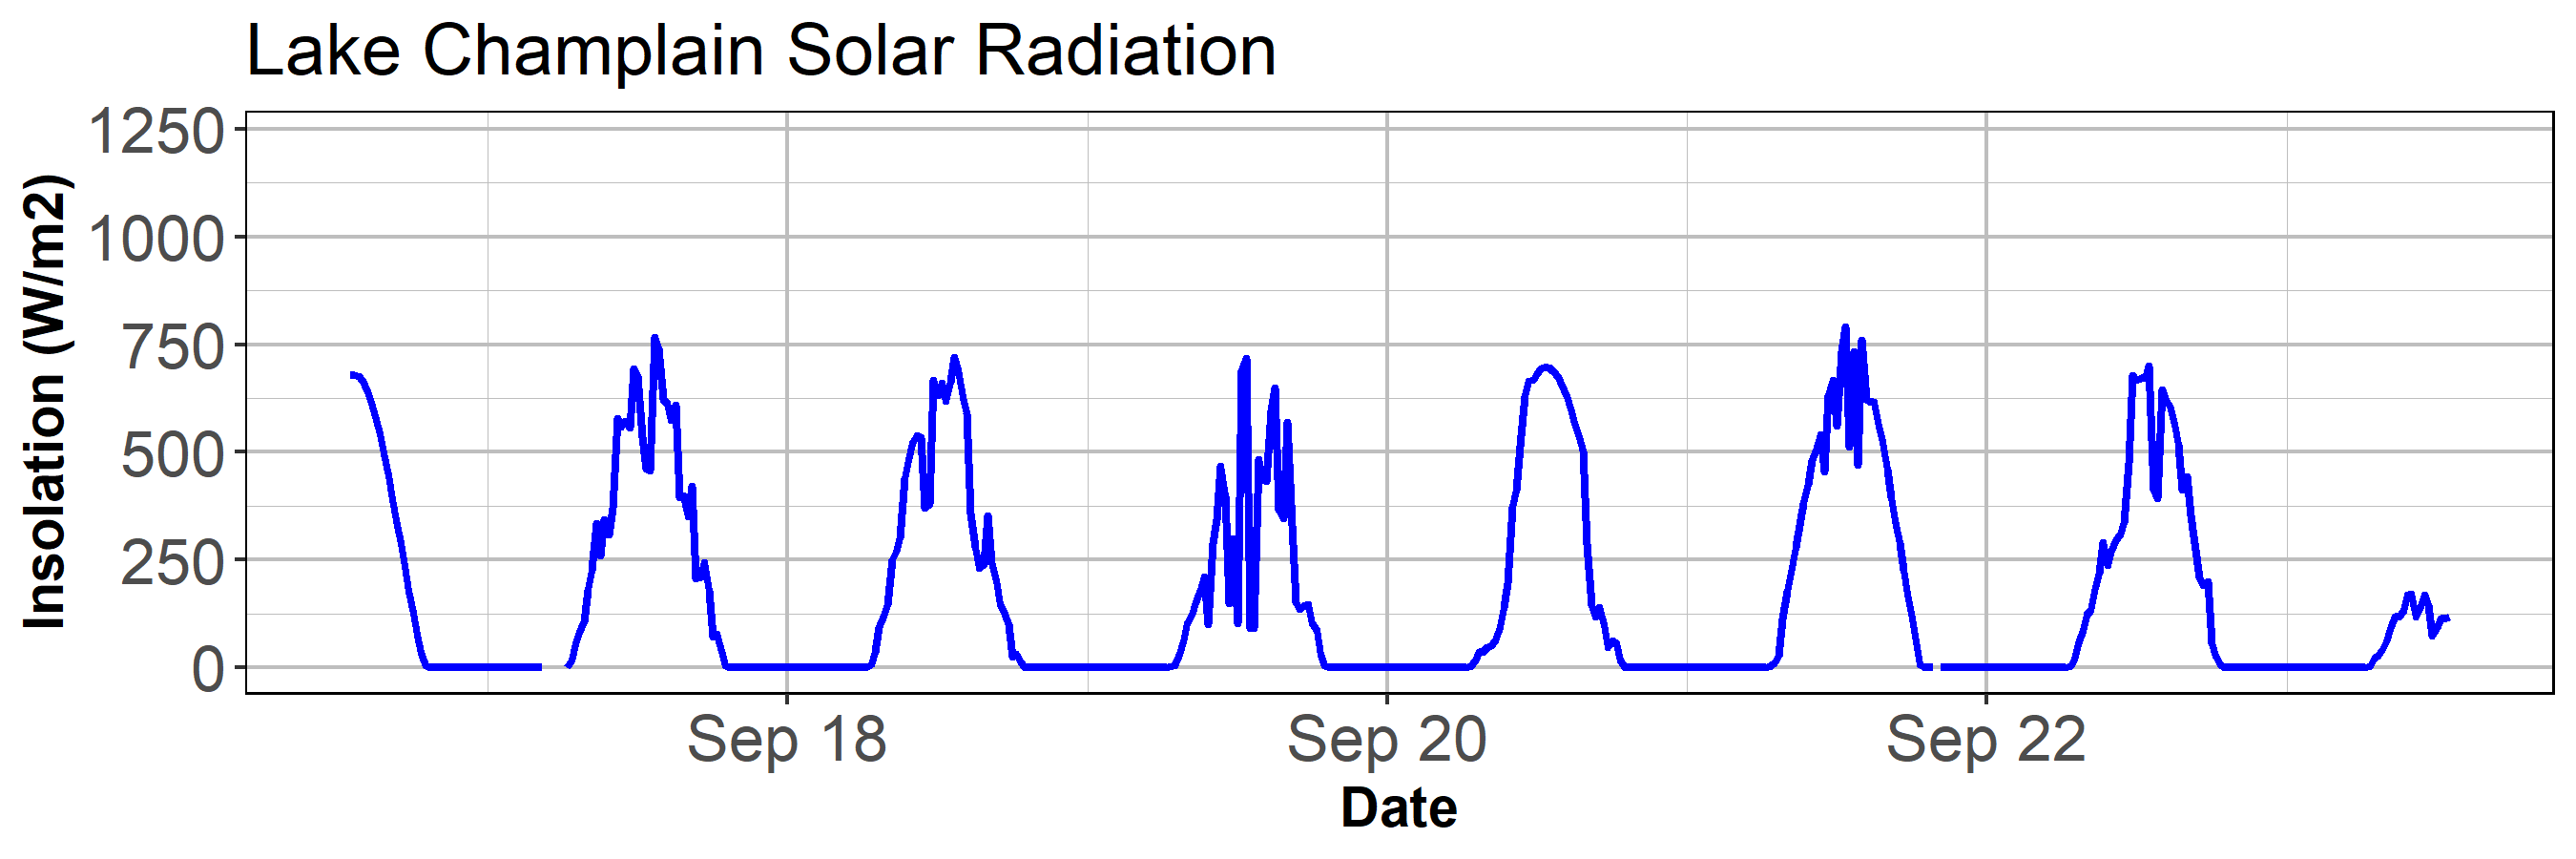 Lake Champlain Solar Radiation
Insolation (W/m2)
1250
1000
750
500
250
0
Sep 18 Sep 20 Sep 22
Date